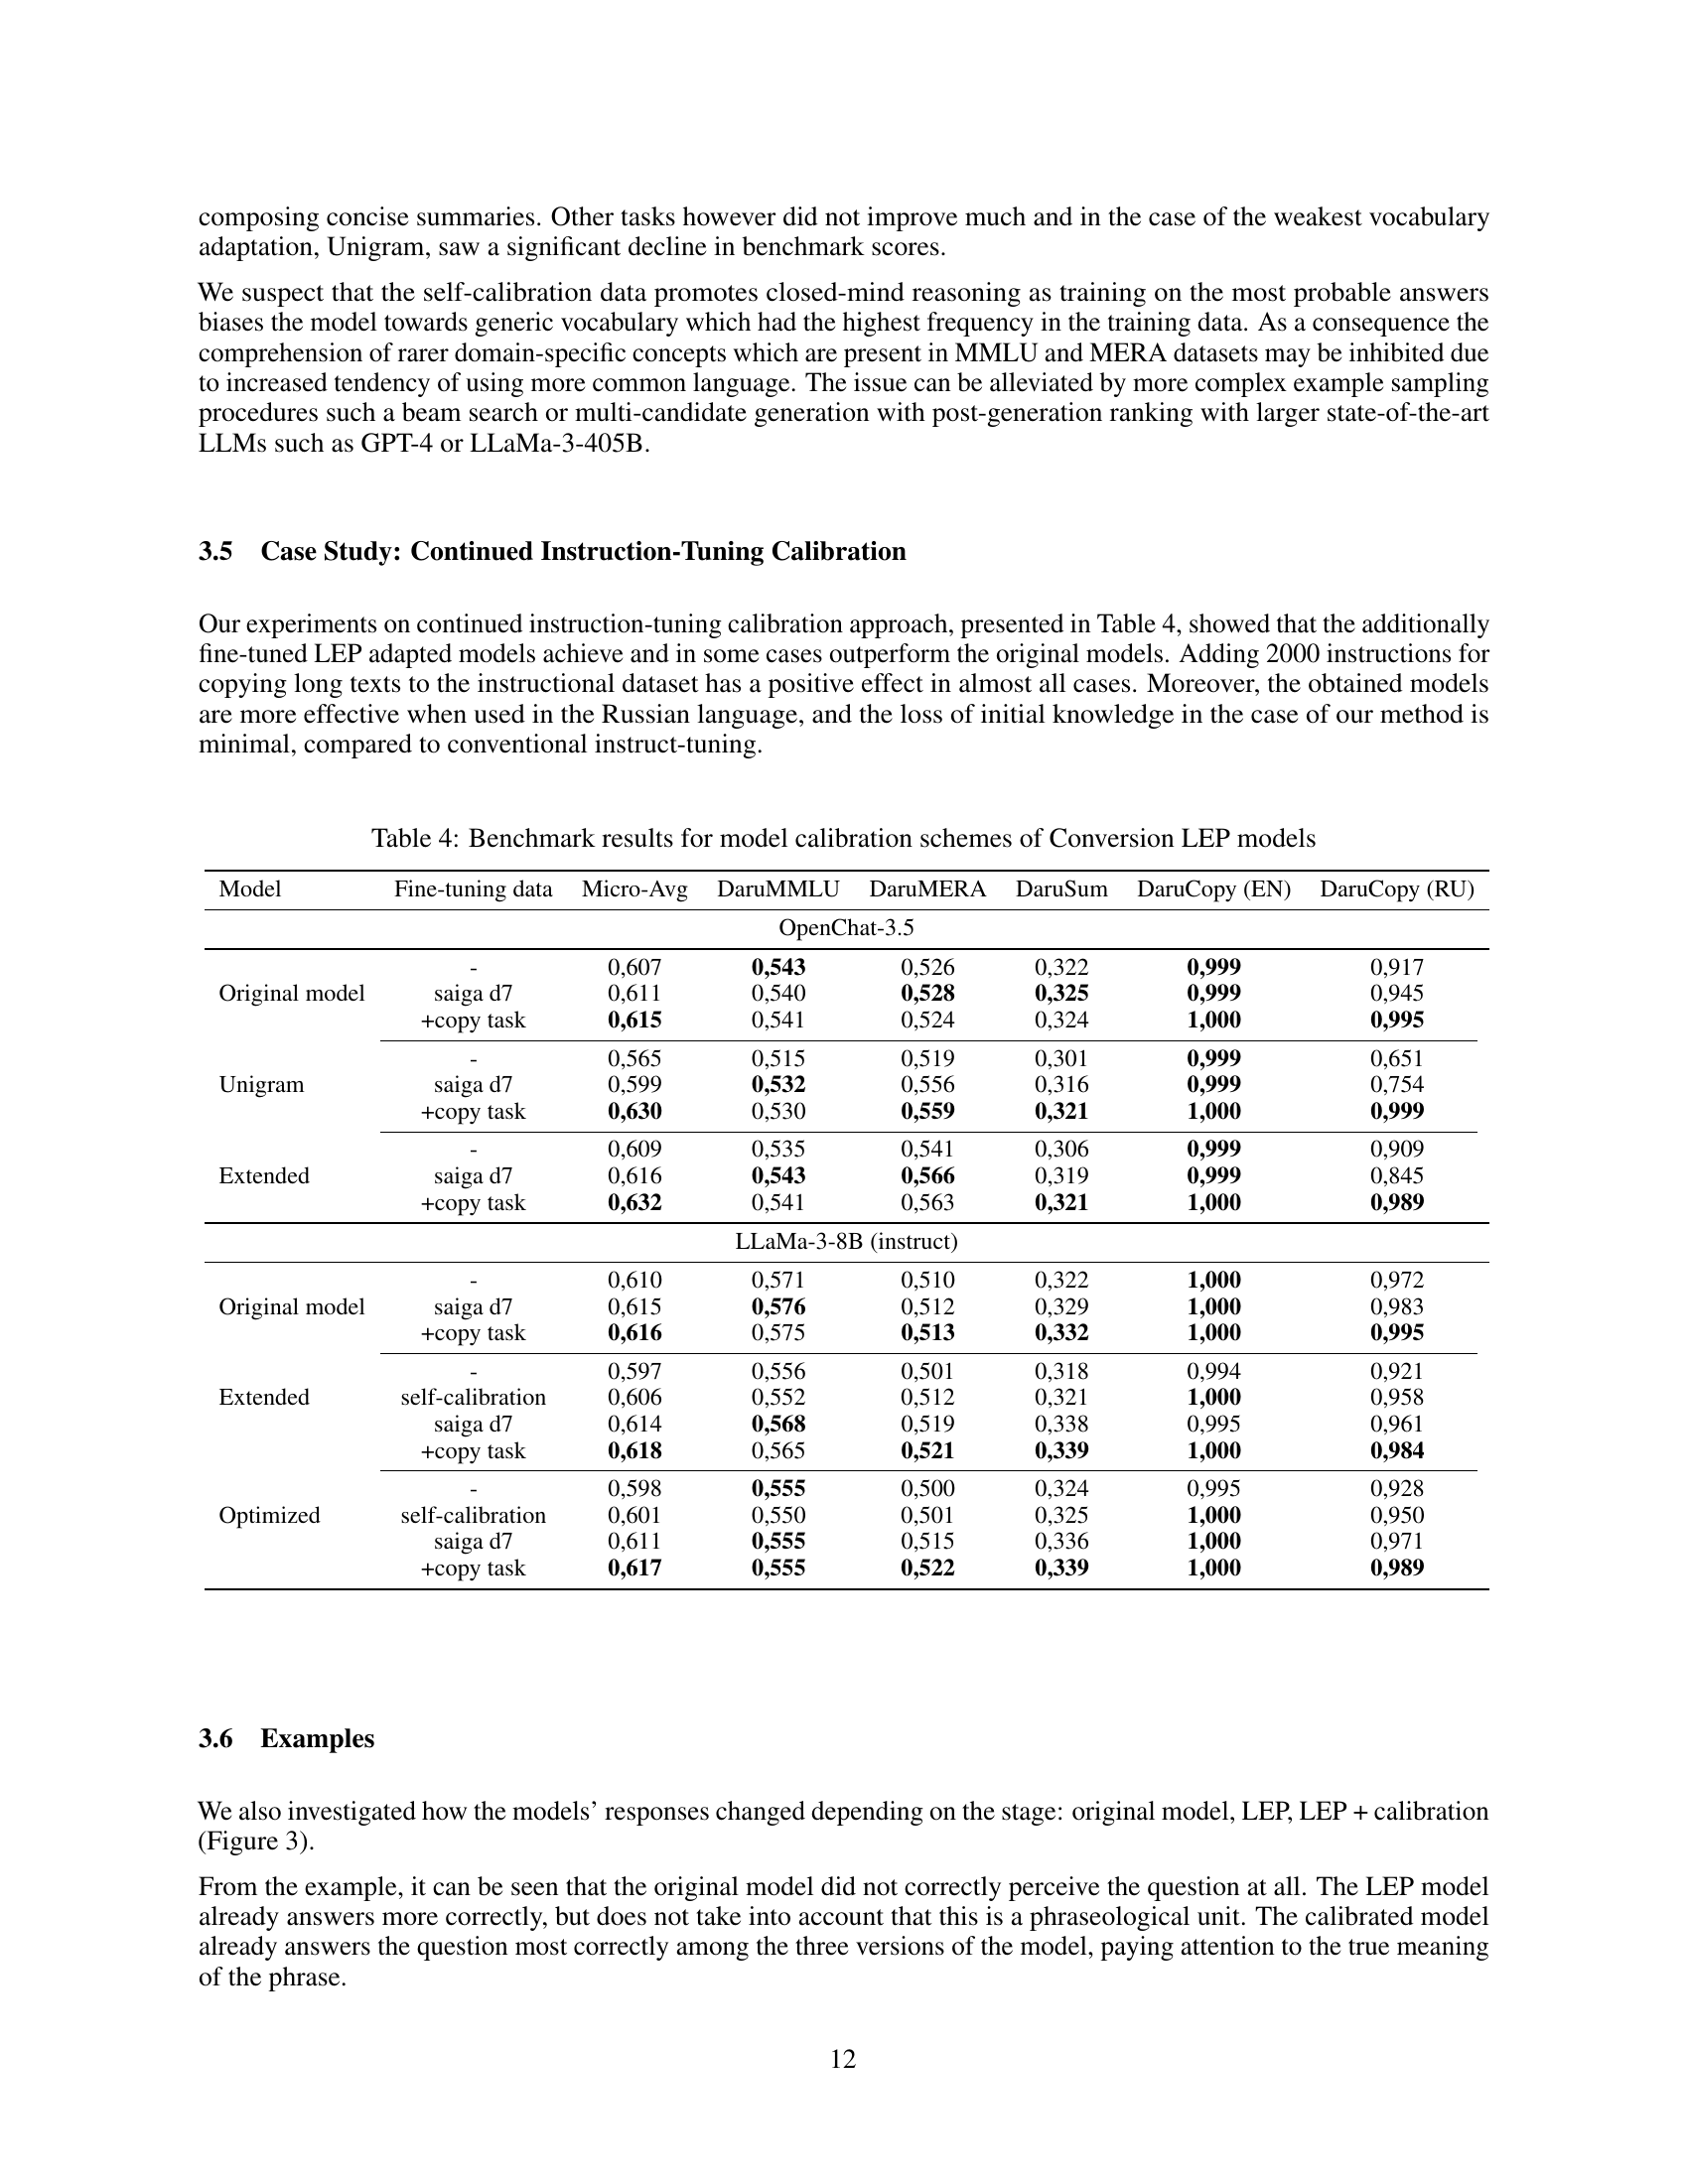 composing concise summaries. Other tasks however did not improve much and in the case of the weakest vocabulary
adaptation, Unigram, saw a significant decline in benchmark scores.
We suspect that the self-calibration data promotes closed-mind reasoning as training on the most probable answers
biases the model towards generic vocabulary which had the highest frequency in the training data. As a consequence the
comprehension of rarer domain-specific concepts which are present in MMLU and MERA datasets may be inhibited due
to increased tendency of using more common language. The issue can be alleviated by more complex example sampling
procedures such a beam search or multi-candidate generation with post-generation ranking with larger state-of-the-art
LLMs such as GPT-4 or LLaMa-3-405B.
3.5 Case Study: Continued Instruction-Tuning Calibration
Our experiments on continued instruction-tuning calibration approach, presented in Table 4, showed that the additionally
fine-tuned LEP adapted models achieve and in some cases outperform the original models. Adding 2000 instructions for
copying long texts to the instructional dataset has a positive effect in almost all cases. Moreover, the obtained models
are more effective when used in the Russian language, and the loss of initial knowledge in the case of our method is
minimal, compared to conventional instruct-tuning.
Table 4: Benchmark results for model calibration schemes of Conversion LEP models
Model Fine-tuning data Micro-Avg DaruMMLU DaruMERA DaruSum DaruCopy (EN) DaruCopy (RU)
OpenChat-3.5
- 0,607 0,543 0,526 0,322 0,999 0,917
Original model saiga d7 0,611 0,540 0,528 0,325 0,999 0,945
+copy task 0,615 0,541 0,524 0,324 1,000 0,995
- 0,565 0,515 0,519 0,301 0,999 0,651
Unigram saiga d7 0,599 0,532 0,556 0,316 0,999 0,754
+copy task 0,630 0,530 0,559 0,321 1,000 0,999
- 0,609 0,535 0,541 0,306 0,999 0,909
Extended saiga d7 0,616 0,543 0,566 0,319 0,999 0,845
+copy task 0,632 0,541 0,563 0,321 1,000 0,989
LLaMa-3-8B (instruct)
- 0,610 0,571 0,510 0,322 1,000 0,972
Original model saiga d7 0,615 0,576 0,512 0,329 1,000 0,983
+copy task 0,616 0,575 0,513 0,332 1,000 0,995
- 0,597 0,556 0,501 0,318 0,994 0,921
Extended self-calibration 0,606 0,552 0,512 0,321 1,000 0,958
saiga d7 0,614 0,568 0,519 0,338 0,995 0,961
+copy task 0,618 0,565 0,521 0,339 1,000 0,984
- 0,598 0,555 0,500 0,324 0,995 0,928
Optimized self-calibration 0,601 0,550 0,501 0,325 1,000 0,950
saiga d7 0,611 0,555 0,515 0,336 1,000 0,971
+copy task 0,617 0,555 0,522 0,339 1,000 0,989
3.6 Examples
We also investigated how the models' responses changed depending on the stage: original model, LEP, LEP + calibration
(Figure 3).
From the example, it can be seen that the original model did not correctly perceive the question at all. The LEP model
already answers more correctly, but does not take into account that this is a phraseological unit. The calibrated model
already answers the question most correctly among the three versions of the model, paying attention to the true meaning
of the phrase.
12